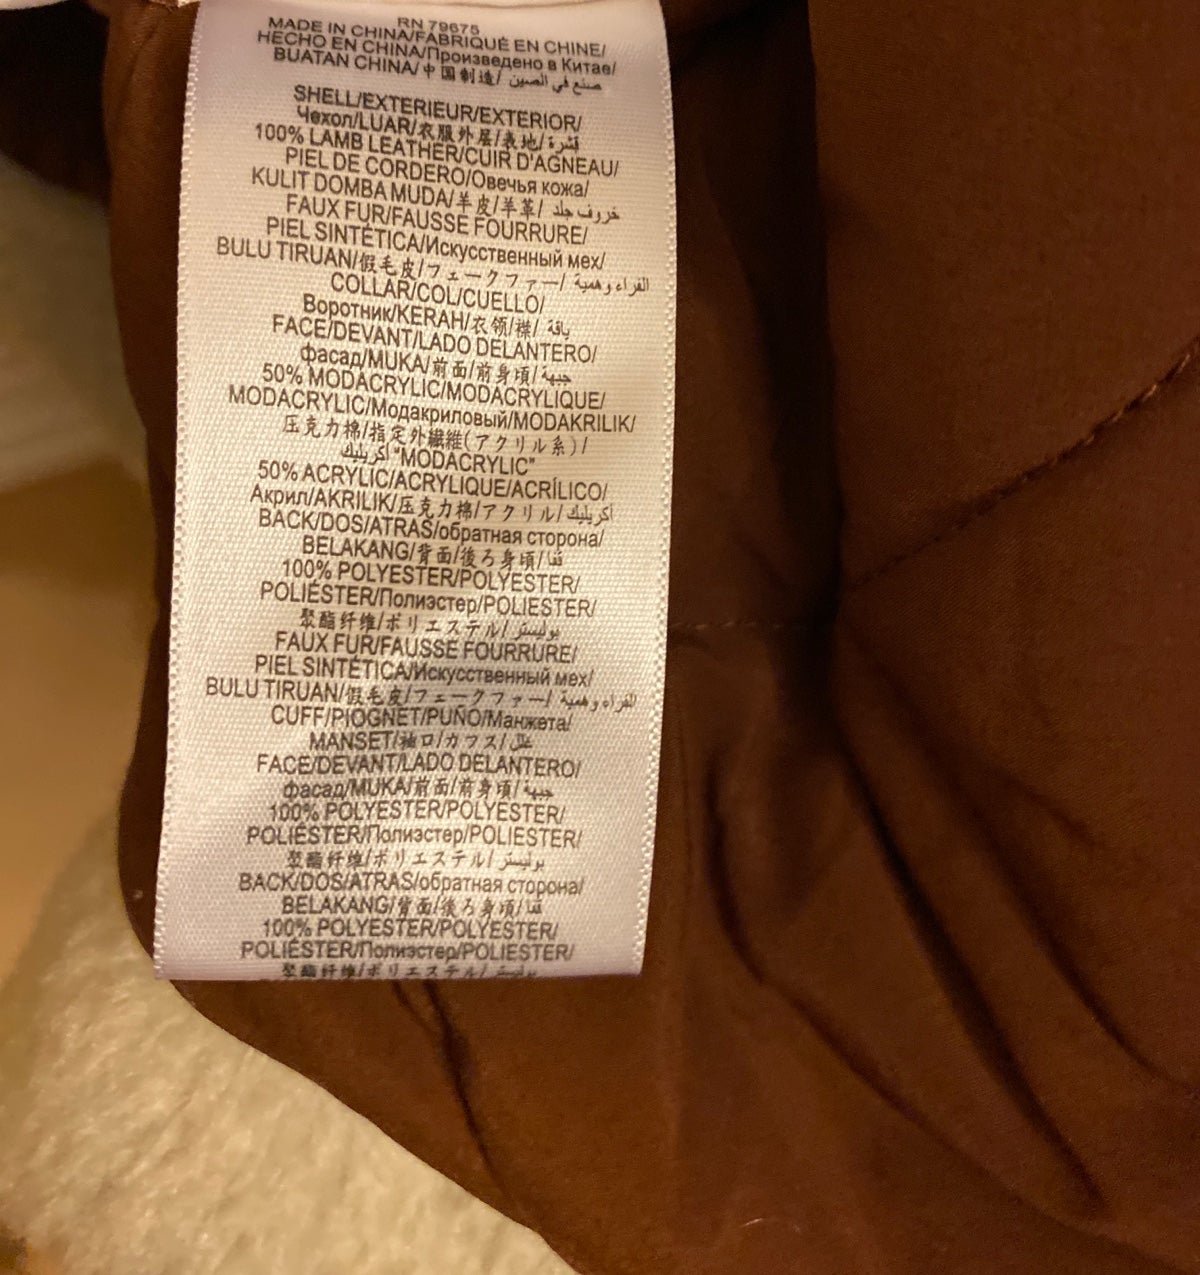 RN 79675
MADE IN CHINA/FABRIQUÉ EN CHINE/
HECHO EN CHINA/Произведено в Китае/
BUATAN CHINA/中国制造/ صنع في الصين
SHELL/EXTERIEUR/EXTERIOR/
Чехол/LUAR/衣服外层/表地/ قشرة
100% LAMB LEATHER/CUIR D'AGNEAU/
PIEL DE CORDERO/Овечья кожа/
KULIT DOMBA MUDA/羊皮/羊革/ خروف جلد
FAUX FUR/FAUSSE FOURRURE/
PIEL SINTÉTICA/Искусственный мех/
BULU TIRUAN/假毛皮/フェークファー/ الفراء وهمية
COLLAR/COL/CUELLO/
Воротник/KERAH/衣领/襟/ ياقة
FACE/DEVANT/LADO DELANTERO/
фасад/MUKA/前面/前身頃/ جبهة
50% MODACRYLIC/MODACRYLIQUE/
MODACRYLIC/Модакриловый/MODAKRILIK/
压克力棉/指定外繊維(アクリル系)/
أكريليك "MODACRYLIC"
50% ACRYLIC/ACRYLIQUE/ACRÍLICO/
Акрил/AKRILIK/压克力棉/アクリル/ أكريليك
BACK/DOS/ATRAS/обратная сторона/
BELAKANG/背面/後ろ身頃/ قفا
100% POLYESTER/POLYESTER/
POLIÉSTER/Полиэстер/POLIESTER/
聚酯纤维/ポリエステル/ بوليستر
FAUX FUR/FAUSSE FOURRURE/
PIEL SINTÉTICA/Искусственный мех/
BULU TIRUAN/假毛皮/フェークファー/ الفراء وهمية
CUFF/PIOGNET/PUÑO/Манжета/
MANSET/袖口/カフス/
FACE/DEVANT/LADO DELANTERO/
фасад/MUKA/前面/前身頃/ جبهة
100% POLYESTER/POLYESTER/
POLIÉSTER/Полиэстер/POLIESTER/
聚酯纤维/ポリエステル/ بوليستر
BACK/DOS/ATRAS/обратная сторона/
BELAKANG/背面/後ろ身頃/ قفا
100% POLYESTER/POLYESTER/
POLIÉSTER/Полиэстер/POLIESTER/
聚酯纤维/ポリエステル/ بوليستر